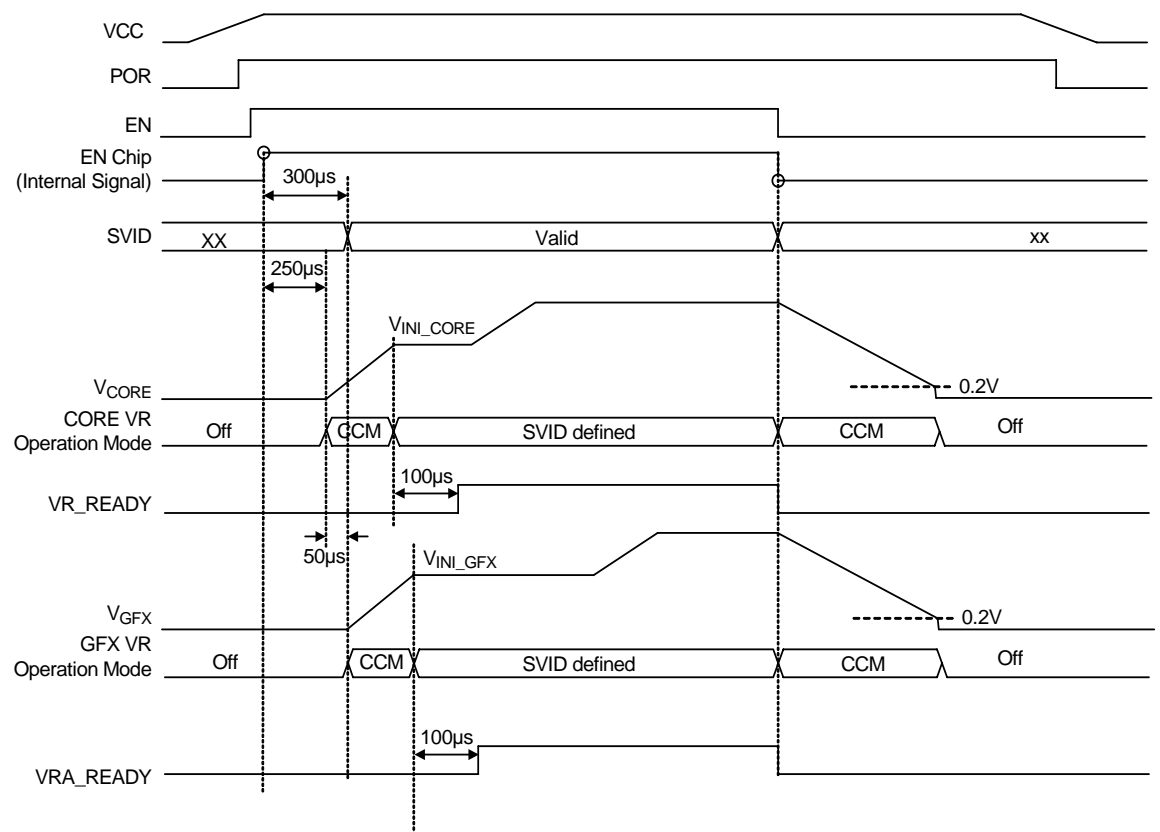 VCC
POR
EN
EN Chip
(Internal Signal)
300µs
SVID
XX
Valid
xx
250µs
VINI_CORE
VCORE
0.2V
CORE VR
Operation Mode
Off
CCM
SVID defined
CCM
Off
100µs
VR_READY
50µs
VINI_GFX
VGFX
0.2V
GFX VR
Operation Mode
Off
CCM
SVID defined
CCM
Off
100µs
VRA_READY